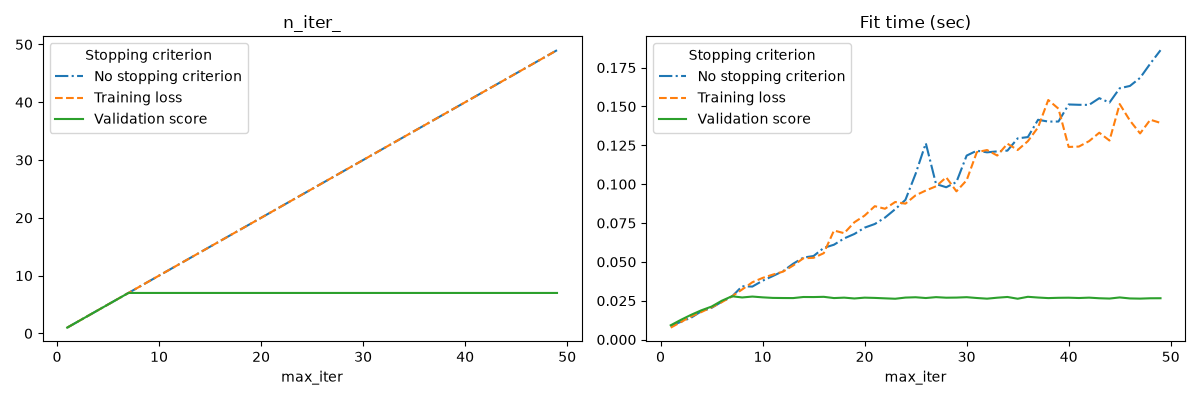 n_iter_
Stopping criterion
No stopping criterion
Training loss
Validation score
50
40
30
20
10
0
0 10 20 30 40 50
max_iter
Fit time (sec)
Stopping criterion
No stopping criterion
Training loss
Validation score
0.175
0.150
0.125
0.100
0.075
0.050
0.025
0.000
0 10 20 30 40 50
max_iter